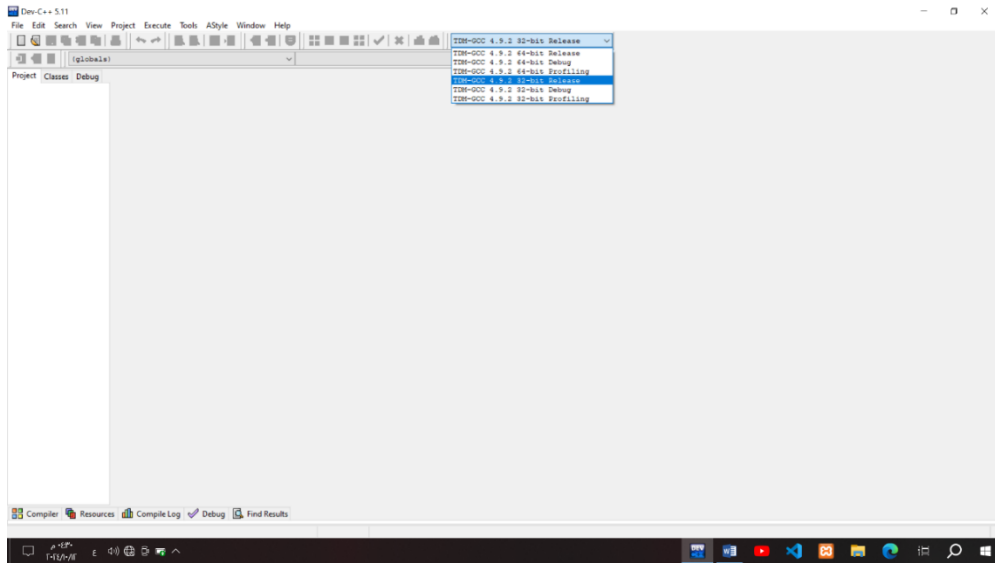 Dev-C++ 5.11
File Edit Search View Project Execute Tools AStyle Window Help
TDM-GCC 4.9.2 32-bit Release
(globals)
TDM-GCC 4.9.2 64-bit Release
TDM-GCC 4.9.2 64-bit Debug
TDM-GCC 4.9.2 64-bit Profiling
TDM-GCC 4.9.2 32-bit Release
TDM-GCC 4.9.2 32-bit Debug
TDM-GCC 4.9.2 32-bit Profiling
Project Classes Debug
Compiler Resources Compile Log Debug Find Results
ع
DEV